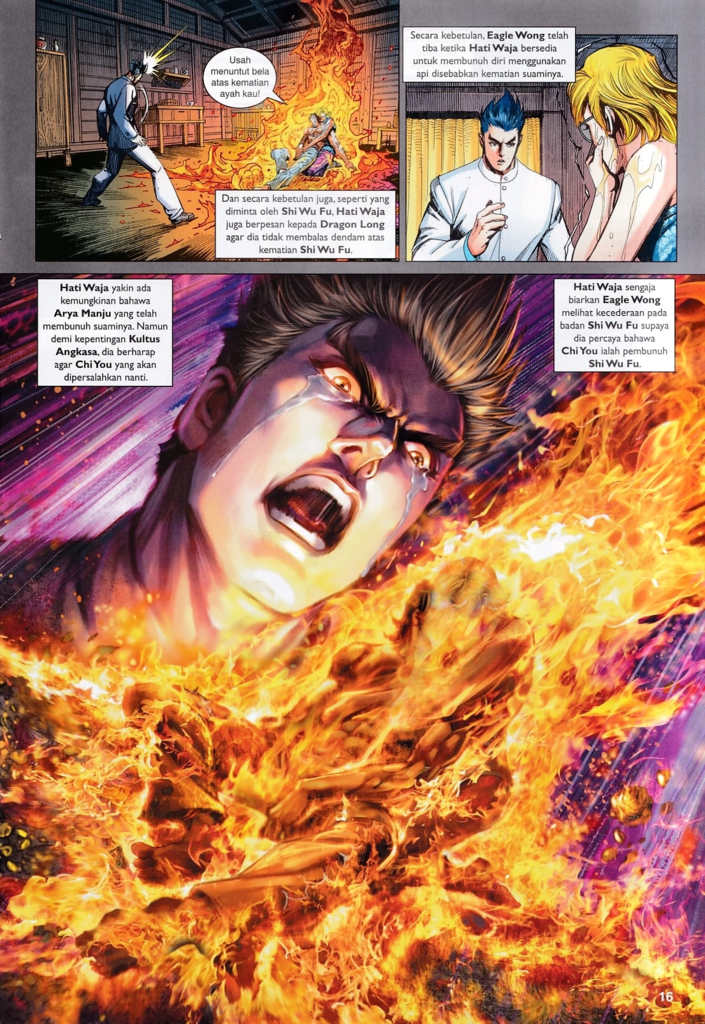 Usah
menuntut bela
atas kematian
ayah kau!
Dan secara kebetulan juga, seperti yang
diminta oleh Shi Wu Fu, Hati Waja
juga berpesan kepada Dragon Long
agar dia tidak membalas dendam atas
kematian Shi Wu Fu.
Secara kebetulan, Eagle Wong telah
tiba ketika Hati Waja bersedia
untuk membunuh diri menggunakan
api disebabkan kematian suaminya.
Hati Waja yakin ada
kemungkinan bahawa
Arya Manju yang telah
membunuh suaminya. Namun
demi kepentingan Kultus
Angkasa, dia berharap
agar Chi You yang akan
dipersalahkan nanti.
Hati Waja sengaja
biarkan Eagle Wong
melihat kecederaan pada
badan Shi Wu Fu supaya
dia percaya bahawa
Chi You ialah pembunuh
Shi Wu Fu.
16